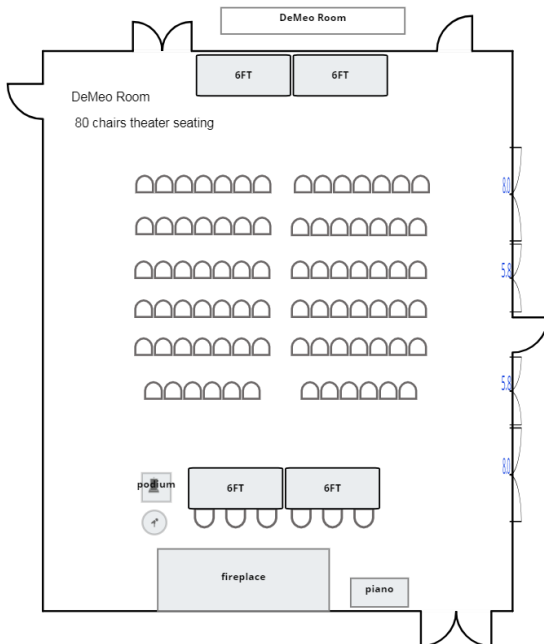 DeMeo Room
6FT 6FT
DeMeo Room
80 chairs theater seating
8.0
5.8
5.8
8.0
podium
6FT 6FT
fireplace
piano